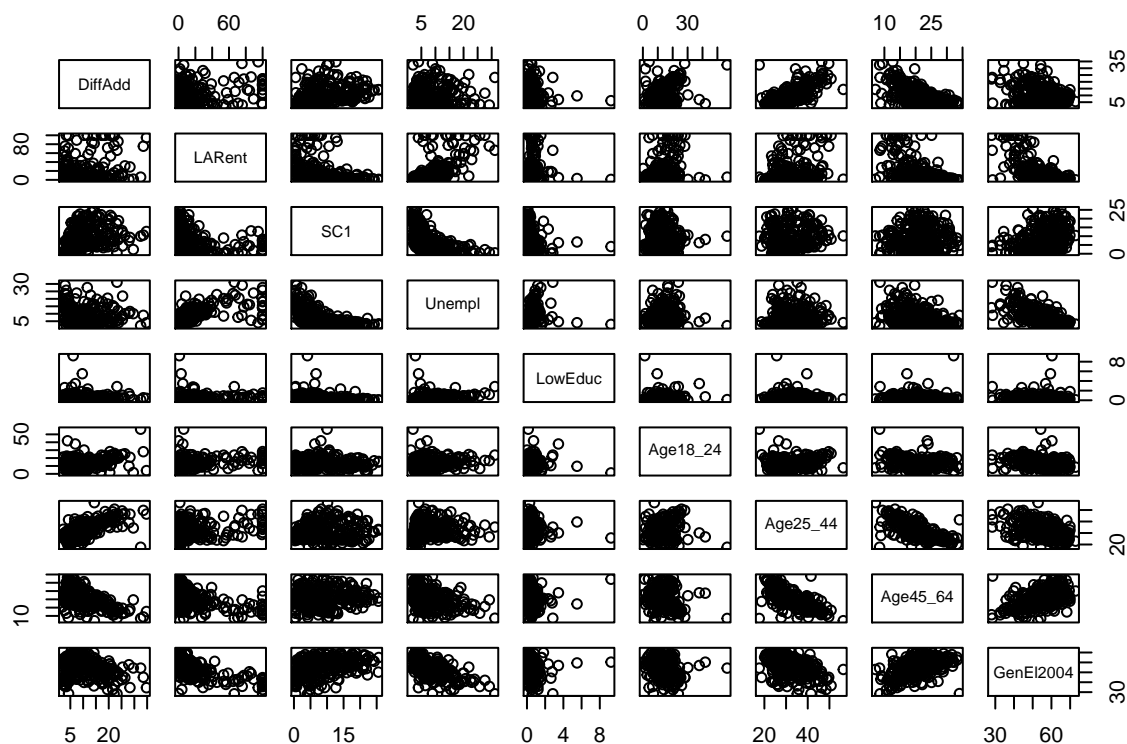 0 60 5 20 0 30 10 25
DiffAdd 5 35
0 80 LARent
SC1 0 25
5 30 Unempl
LowEduc 0 8
0 50 Age18_24
Age25_44 20
10 Age45_64
GenEl2004 30
5 20 0 15 0 4 8 20 40 30 60